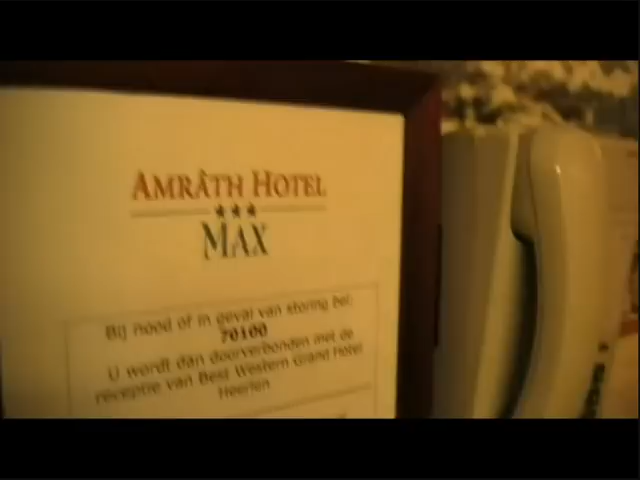 AMRÂTH HOTEL
★★★
MAX
Bij nood of in geval van storing bel:
70100
U wordt dan doorverbonden met de
receptie van Best Western Grand Hotel
Heerlen